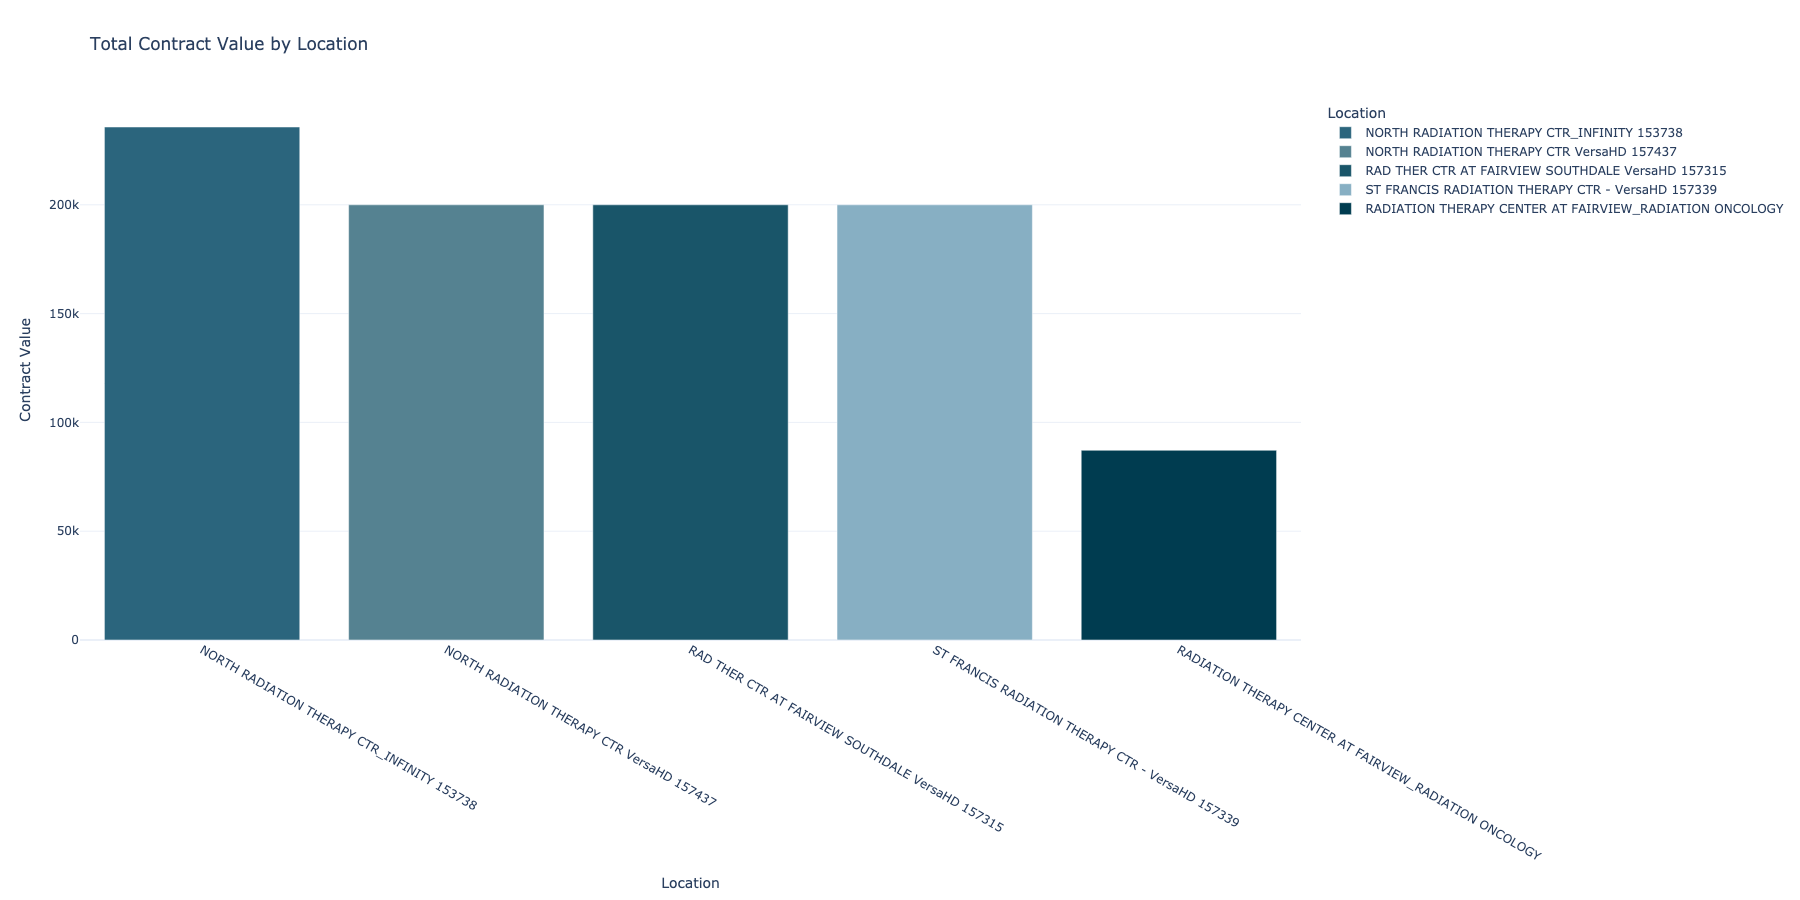 Total Contract Value by Location
Location
NORTH RADIATION THERAPY CTR_INFINITY 153738
NORTH RADIATION THERAPY CTR VersaHD 157437
RAD THER CTR AT FAIRVIEW SOUTHDALE VersaHD 157315
ST FRANCIS RADIATION THERAPY CTR - VersaHD 157339
RADIATION THERAPY CENTER AT FAIRVIEW_RADIATION ONCOLOGY
Contract Value
200k
150k
100k
50k
0
NORTH RADIATION THERAPY CTR_INFINITY 153738
NORTH RADIATION THERAPY CTR VersaHD 157437
RAD THER CTR AT FAIRVIEW SOUTHDALE VersaHD 157315
ST FRANCIS RADIATION THERAPY CTR - VersaHD 157339
RADIATION THERAPY CENTER AT FAIRVIEW_RADIATION ONCOLOGY
Location